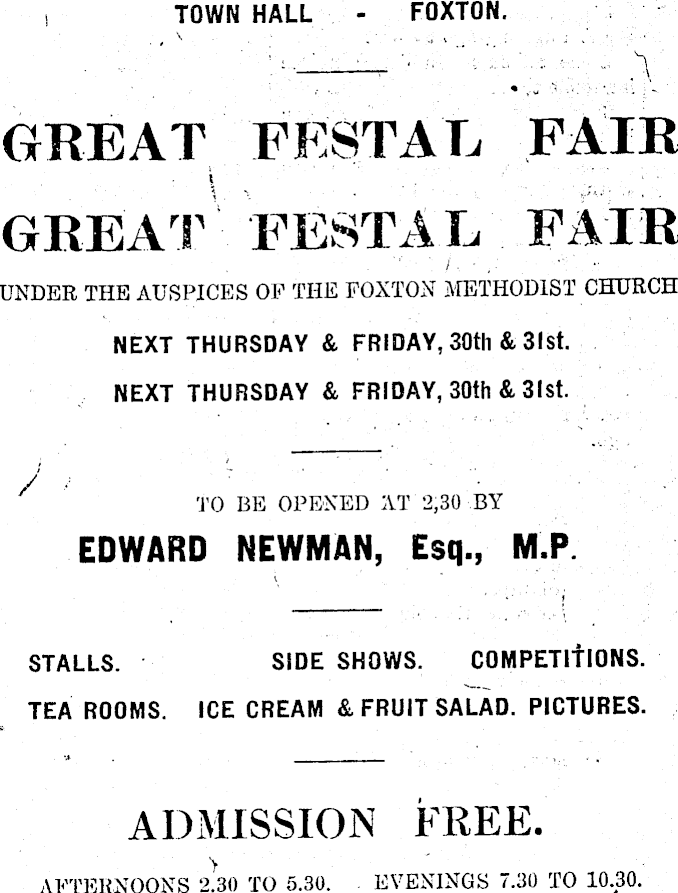 TOWN HALL - FOXTON.
GREAT FESTAL FAIR
GREAT FESTAL FAIR
UNDER THE AUSPICES OF THE FOXTON METHODIST CHURCH
NEXT THURSDAY & FRIDAY, 30th & 31st.
NEXT THURSDAY & FRIDAY, 30th & 31st.
TO BE OPENED AT 2,30 BY
EDWARD NEWMAN, Esq., M.P.
STALLS. SIDE SHOWS. COMPETITIONS.
TEA ROOMS. ICE CREAM & FRUIT SALAD. PICTURES.
ADMISSION FREE.
AFTERNOONS 2.30 TO 5.30. EVENINGS 7.30 TO 10.30.